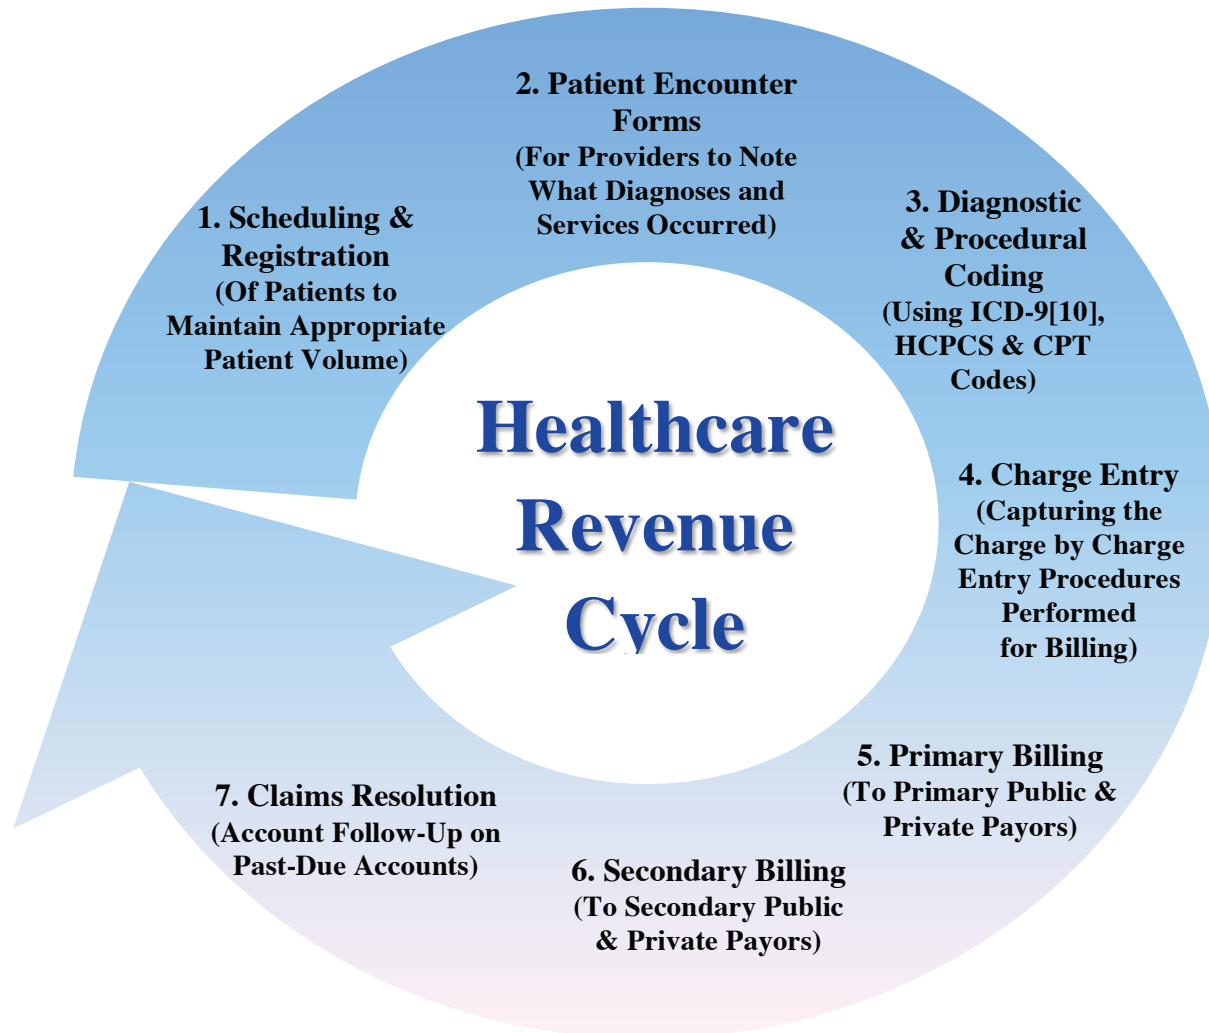 2. Patient Encounter
Forms
(For Providers to Note
What Diagnoses and
Services Occurred)
1. Scheduling &
Registration
(Of Patients to
Maintain Appropriate
Patient Volume)
3. Diagnostic
& Procedural
Coding
(Using ICD-9[10],
HCPCS & CPT
Codes)
Healthcare
Revenue
Cycle
4. Charge Entry
(Capturing the
Charge by Charge
Entry Procedures
Performed
for Billing)
5. Primary Billing
(To Primary Public &
Private Payors)
6. Secondary Billing
(To Secondary Public
& Private Payors)
7. Claims Resolution
(Account Follow-Up on
Past-Due Accounts)